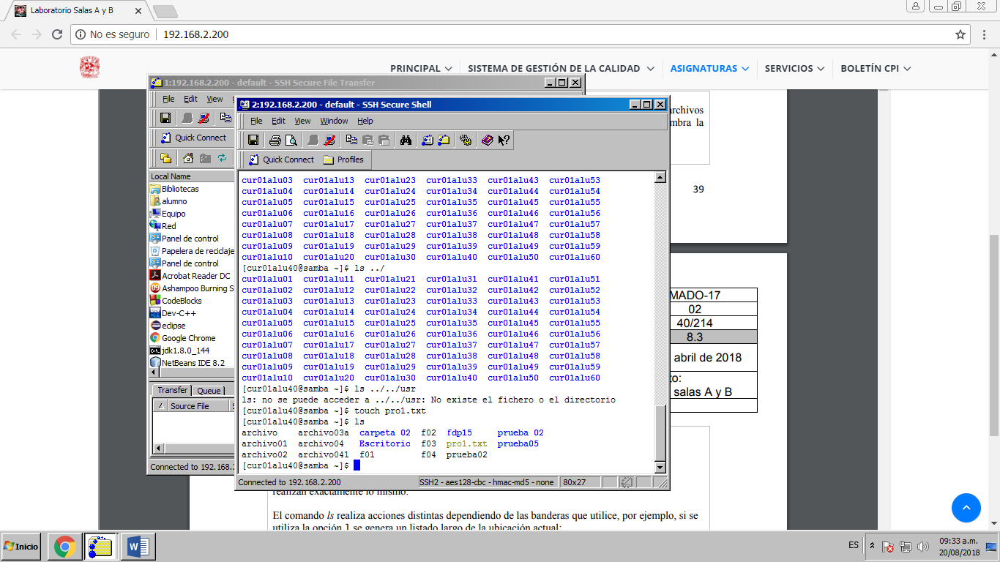 Laboratorio Salas A y B
No es seguro 192.168.2.200
PRINCIPAL SISTEMA DE GESTIÓN DE LA CALIDAD ASIGNATURAS SERVICIOS BOLETÍN CPI
1:192.168.2.200 - default - SSH Secure File Transfer
File Edit View
Quick Connect
Local Name
Bibliotecas
alumno
Equipo
Red
Panel de control
Papelera de reciclaje
Panel de control
Acrobat Reader DC
Ashampoo Burning S
CodeBlocks
Dev-C++
eclipse
Google Chrome
jdk1.8.0_144
NetBeans IDE 8.2
Transfer Queue
Source File
Connected to 192.168.2
2:192.168.2.200 - default - SSH Secure Shell
File Edit View Window Help
Quick Connect Profiles
cur01alu03 cur01alu13 cur01alu23 cur01alu33 cur01alu43 cur01alu53
cur01alu04 cur01alu14 cur01alu24 cur01alu34 cur01alu44 cur01alu54
cur01alu05 cur01alu15 cur01alu25 cur01alu35 cur01alu45 cur01alu55
cur01alu06 cur01alu16 cur01alu26 cur01alu36 cur01alu46 cur01alu56
cur01alu07 cur01alu17 cur01alu27 cur01alu37 cur01alu47 cur01alu57
cur01alu08 cur01alu18 cur01alu28 cur01alu38 cur01alu48 cur01alu58
cur01alu09 cur01alu19 cur01alu29 cur01alu39 cur01alu49 cur01alu59
cur01alu10 cur01alu20 cur01alu30 cur01alu40 cur01alu50 cur01alu60
[cur01alu40@samba ~]$ ls ../
cur01alu01 cur01alu11 cur01alu21 cur01alu31 cur01alu41 cur01alu51
cur01alu02 cur01alu12 cur01alu22 cur01alu32 cur01alu42 cur01alu52
cur01alu03 cur01alu13 cur01alu23 cur01alu33 cur01alu43 cur01alu53
cur01alu04 cur01alu14 cur01alu24 cur01alu34 cur01alu44 cur01alu54
cur01alu05 cur01alu15 cur01alu25 cur01alu35 cur01alu45 cur01alu55
cur01alu06 cur01alu16 cur01alu26 cur01alu36 cur01alu46 cur01alu56
cur01alu07 cur01alu17 cur01alu27 cur01alu37 cur01alu47 cur01alu57
cur01alu08 cur01alu18 cur01alu28 cur01alu38 cur01alu48 cur01alu58
cur01alu09 cur01alu19 cur01alu29 cur01alu39 cur01alu49 cur01alu59
cur01alu10 cur01alu20 cur01alu30 cur01alu40 cur01alu50 cur01alu60
[cur01alu40@samba ~]$ ls ../../usr
ls: no se puede acceder a ../../usr: No existe el fichero o el directorio
[cur01alu40@samba ~]$ touch pro1.txt
[cur01alu40@samba ~]$ ls
archivo archivo03a carpeta 02 f02 fdp15 prueba 02
archivo01 archivo04 Escritorio f03 pro1.txt prueba05
archivo02 archivo041 f01 f04 prueba02
[cur01alu40@samba ~]$
Connected to 192.168.2.200 SSH2 - aes128-cbc - hmac-md5 - none 80x27
archivos
mbra la
39
MADO-17
02
40/214
8.3
abril de 2018
to:
salas A y B
realizan exactamente lo mismo.
El comando ls realiza acciones distintas dependiendo de las banderas que utilice, por ejemplo, si se
utiliza la opción l se genera un listado largo de la ubicación actual:
Inicio
ES
09:33 a.m.
20/08/2018